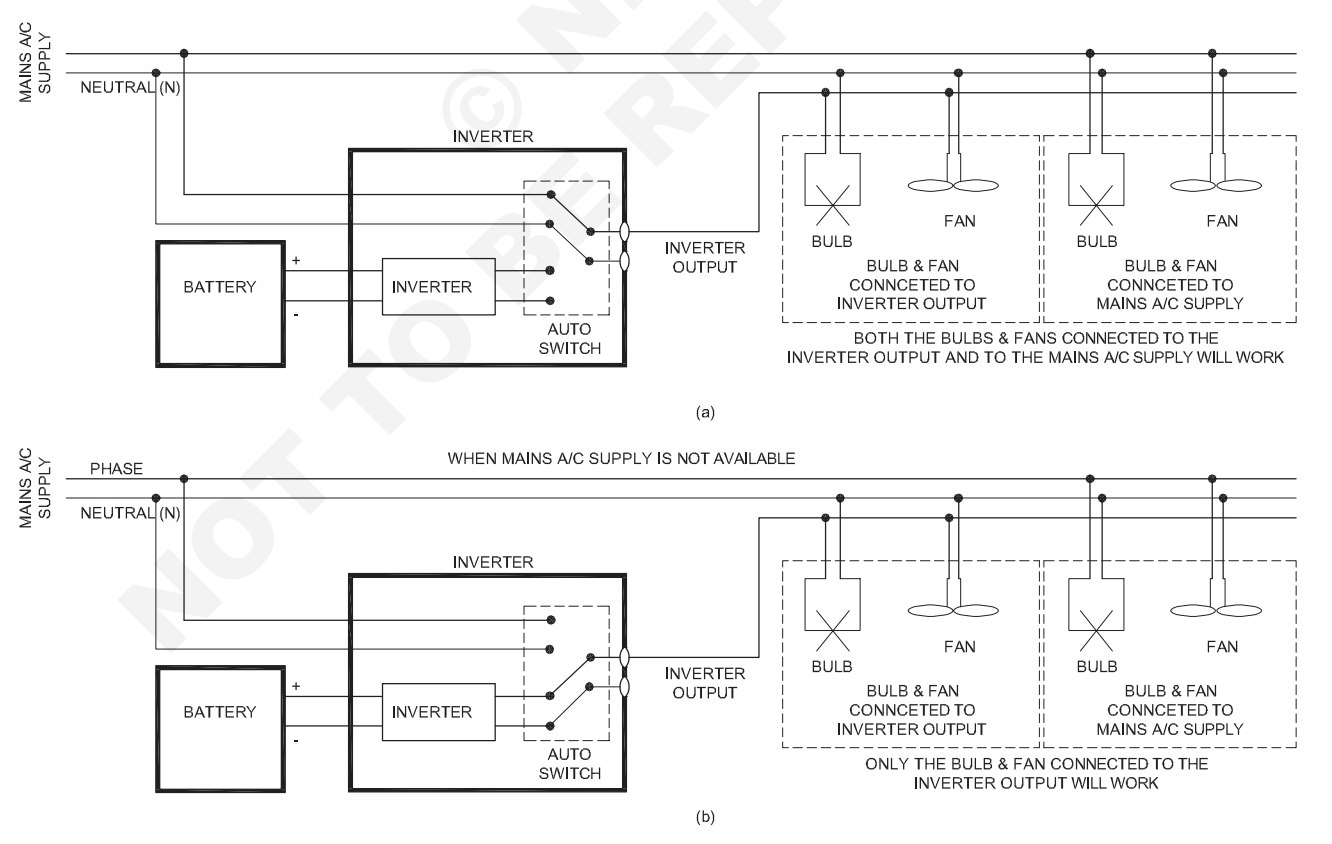 MAINS A/C
SUPPLY
NEUTRAL (N)
INVERTER
BATTERY
+
-
INVERTER
AUTO
SWITCH
INVERTER
OUTPUT
BULB
FAN
BULB & FAN
CONNCETED TO
INVERTER OUTPUT
BULB
FAN
BULB & FAN
CONNCETED TO
MAINS A/C SUPPLY
BOTH THE BULBS & FANS CONNECTED TO THE
INVERTER OUTPUT AND TO THE MAINS A/C SUPPLY WILL WORK
(a)
MAINS A/C
SUPPLY
PHASE
WHEN MAINS A/C SUPPLY IS NOT AVAILABLE
NEUTRAL (N)
INVERTER
BATTERY
+
-
INVERTER
AUTO
SWITCH
INVERTER
OUTPUT
BULB
FAN
BULB & FAN
CONNCETED TO
INVERTER OUTPUT
BULB
FAN
BULB & FAN
CONNCETED TO
MAINS A/C SUPPLY
ONLY THE BULB & FAN CONNECTED TO THE
INVERTER OUTPUT WILL WORK
(b)
©
NOT TO BE